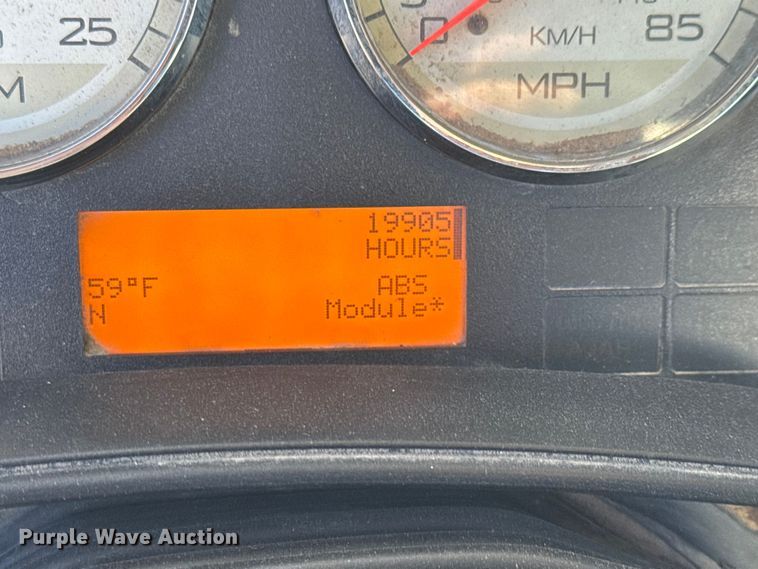 25
M
0
KM/H
85
MPH
19905
HOURS
59°F
ABS
N
Module*
Purple Wave Auction